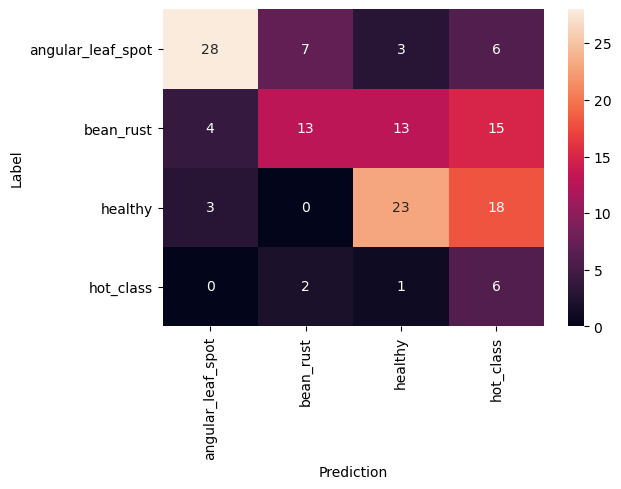 angular_leaf_spot 28 7 3 6
bean_rust 4 13 13 15
healthy 3 0 23 18
hot_class 0 2 1 6
Label
angular_leaf_spot
bean_rust
healthy
hot_class
Prediction
25
20
15
10
5
0